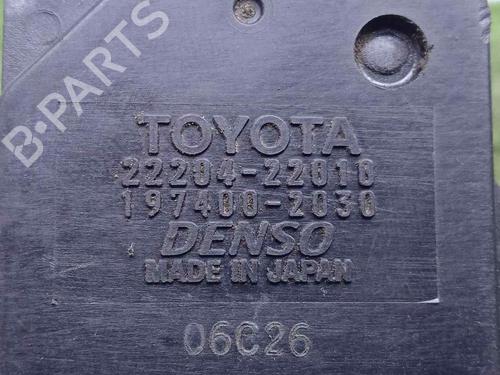 B-PARTS
TOYOTA
22204-22010
197400-2030
DENSO
MADE IN JAPAN
06C26